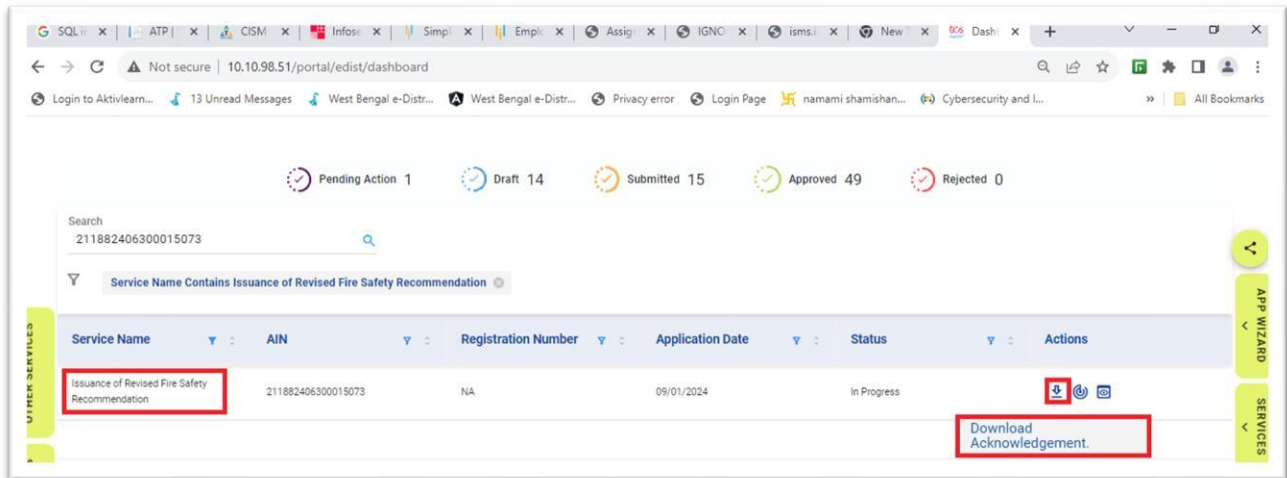 SQL in ATP | CISM Infose Simpl Emplo Assig IGNO isms.i New T Dash
Not secure | 10.10.98.51/portal/edist/dashboard
Login to Aktivlearn... 13 Unread Messages West Bengal e-Distr... West Bengal e-Distr... Privacy error Login Page namami shamishan... Cybersecurity and I... » All Bookmarks
Pending Action 1 Draft 14 Submitted 15 Approved 49 Rejected 0
Search
211882406300015073
Service Name Contains Issuance of Revised Fire Safety Recommendation
Service Name AIN Registration Number Application Date Status Actions
Issuance of Revised Fire Safety
Recommendation
211882406300015073 NA 09/01/2024 In Progress
Download
Acknowledgement.
OTHER SERVICES
APP WIZARD
SERVICES